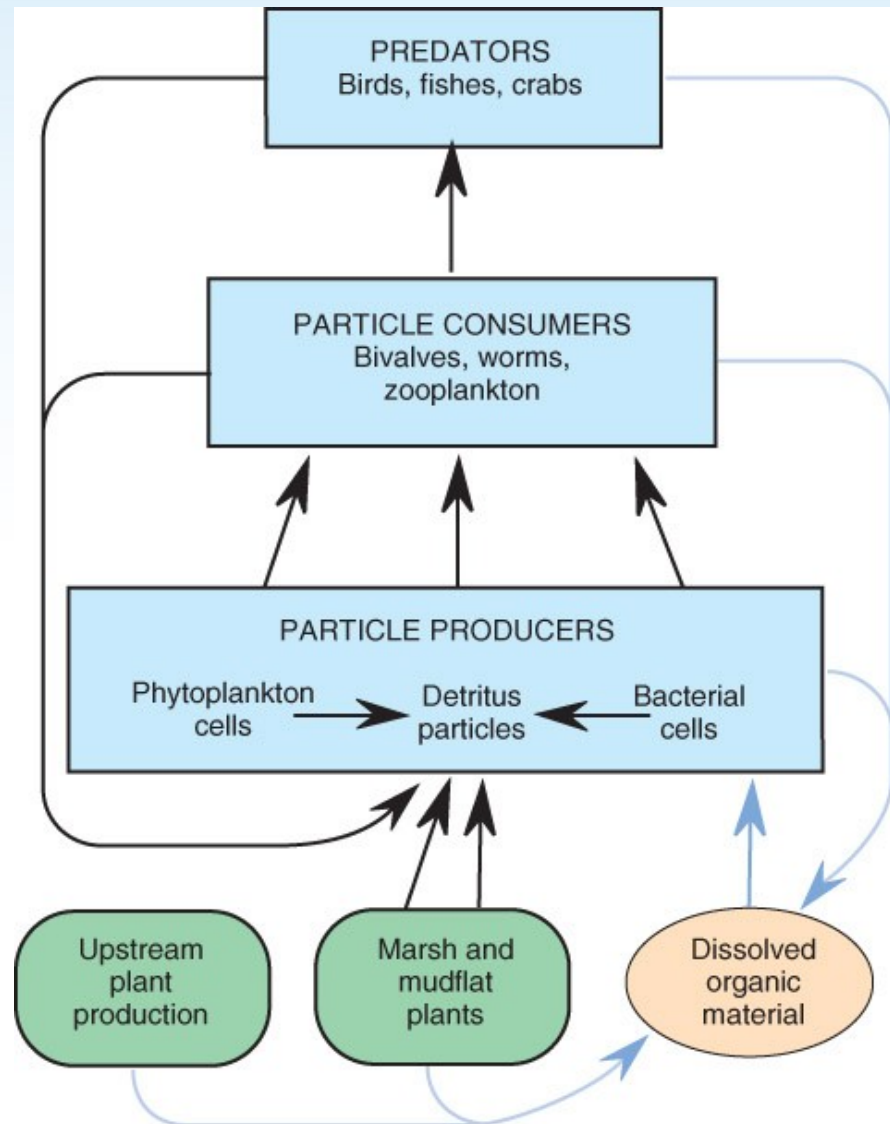 PREDATORS
Birds, fishes, crabs
PARTICLE CONSUMERS
Bivalves, worms,
zooplankton
PARTICLE PRODUCERS
Phytoplankton
cells
Detritus
particles
Bacterial
cells
Upstream
plant
production
Marsh and
mudflat
plants
Dissolved
organic
material